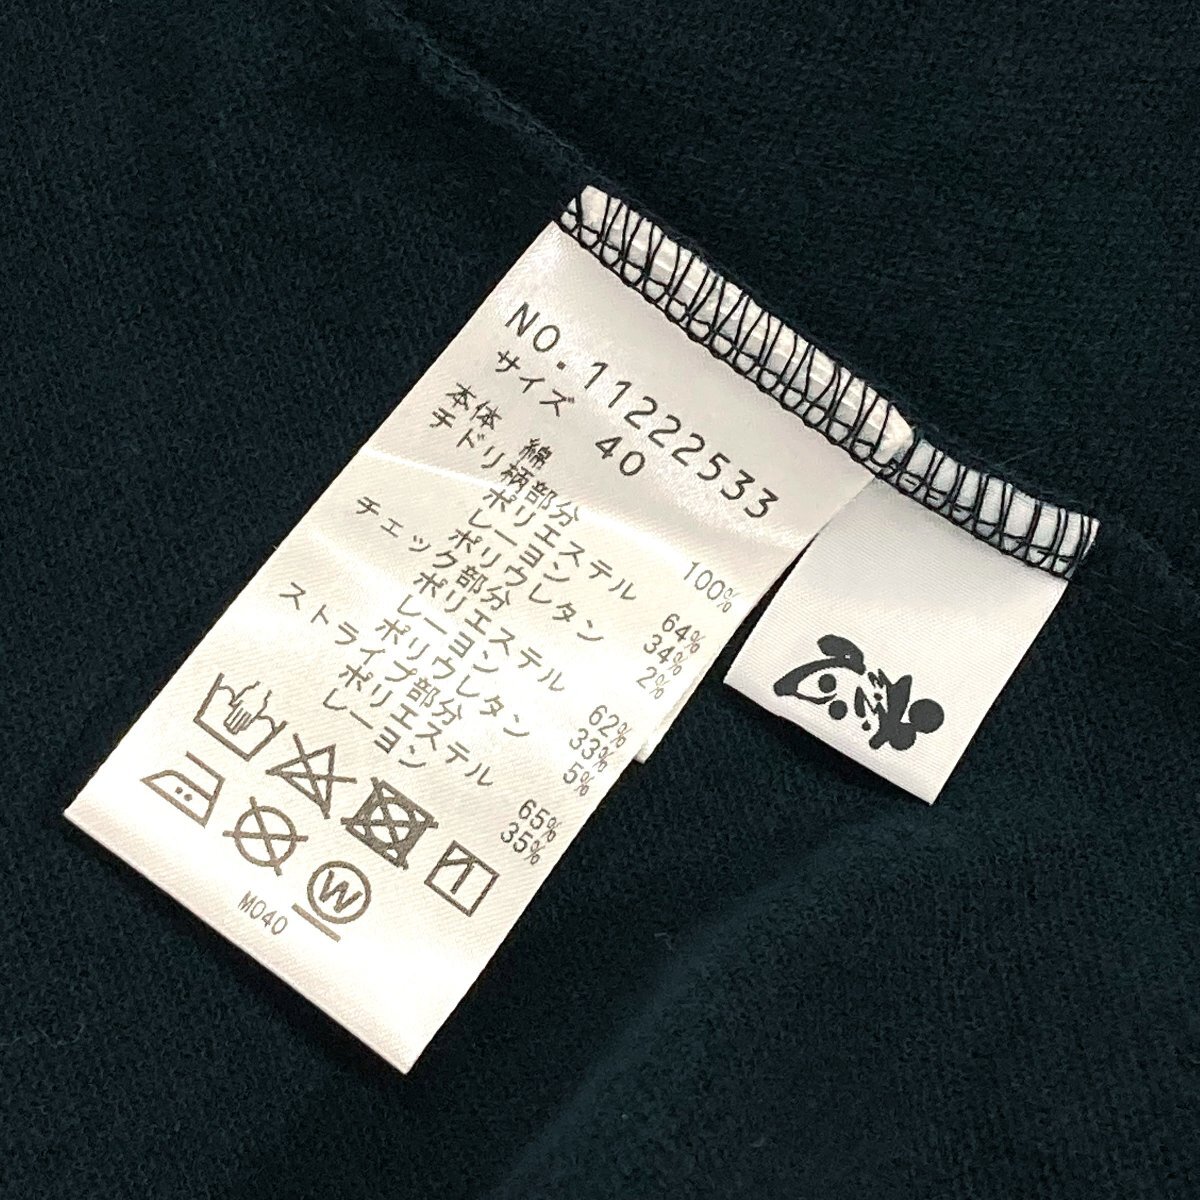 NO.11222533
サイズ 40
本体 綿 100%
チドリ柄部分
ポリエステル 64%
レーヨン 34%
ポリウレタン 2%
チェック部分
ポリエステル 62%
レーヨン 33%
ポリウレタン 5%
ストライプ部分
ポリエステル 65%
レーヨン 35%
W
M040